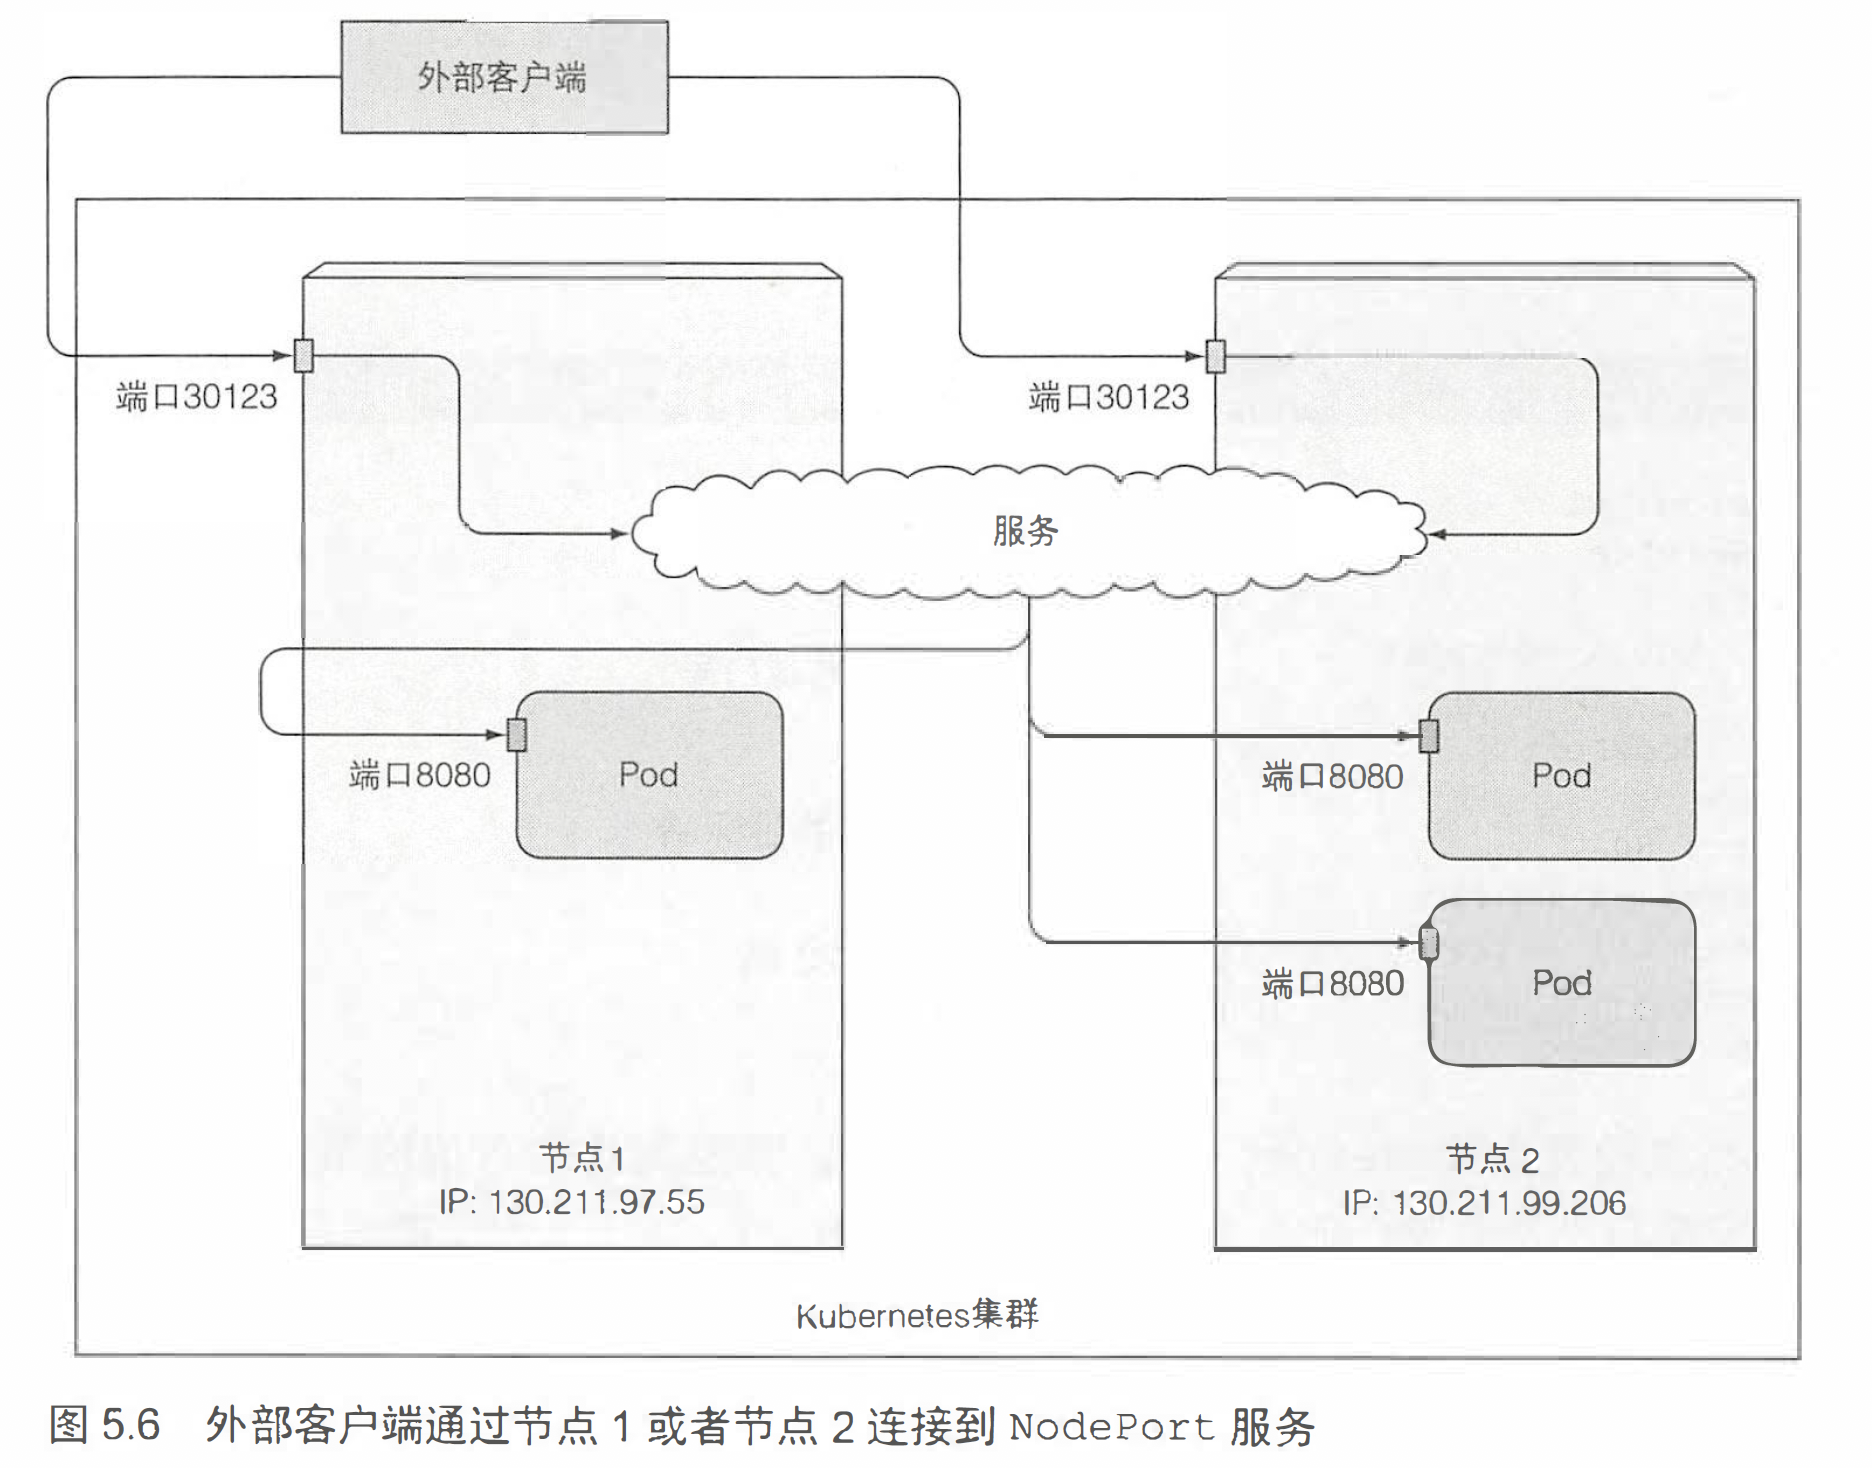 外部客户端
端口30123
端口30123
服务
端口8080
Pod
端口8080
Pod
端口8080
Pod
节点1
IP: 130.211.97.55
节点 2
IP: 130.211.99.206
Kubernetes集群
图 5.6 外部客户端通过节点 1 或者节点 2 连接到 NodePort 服务